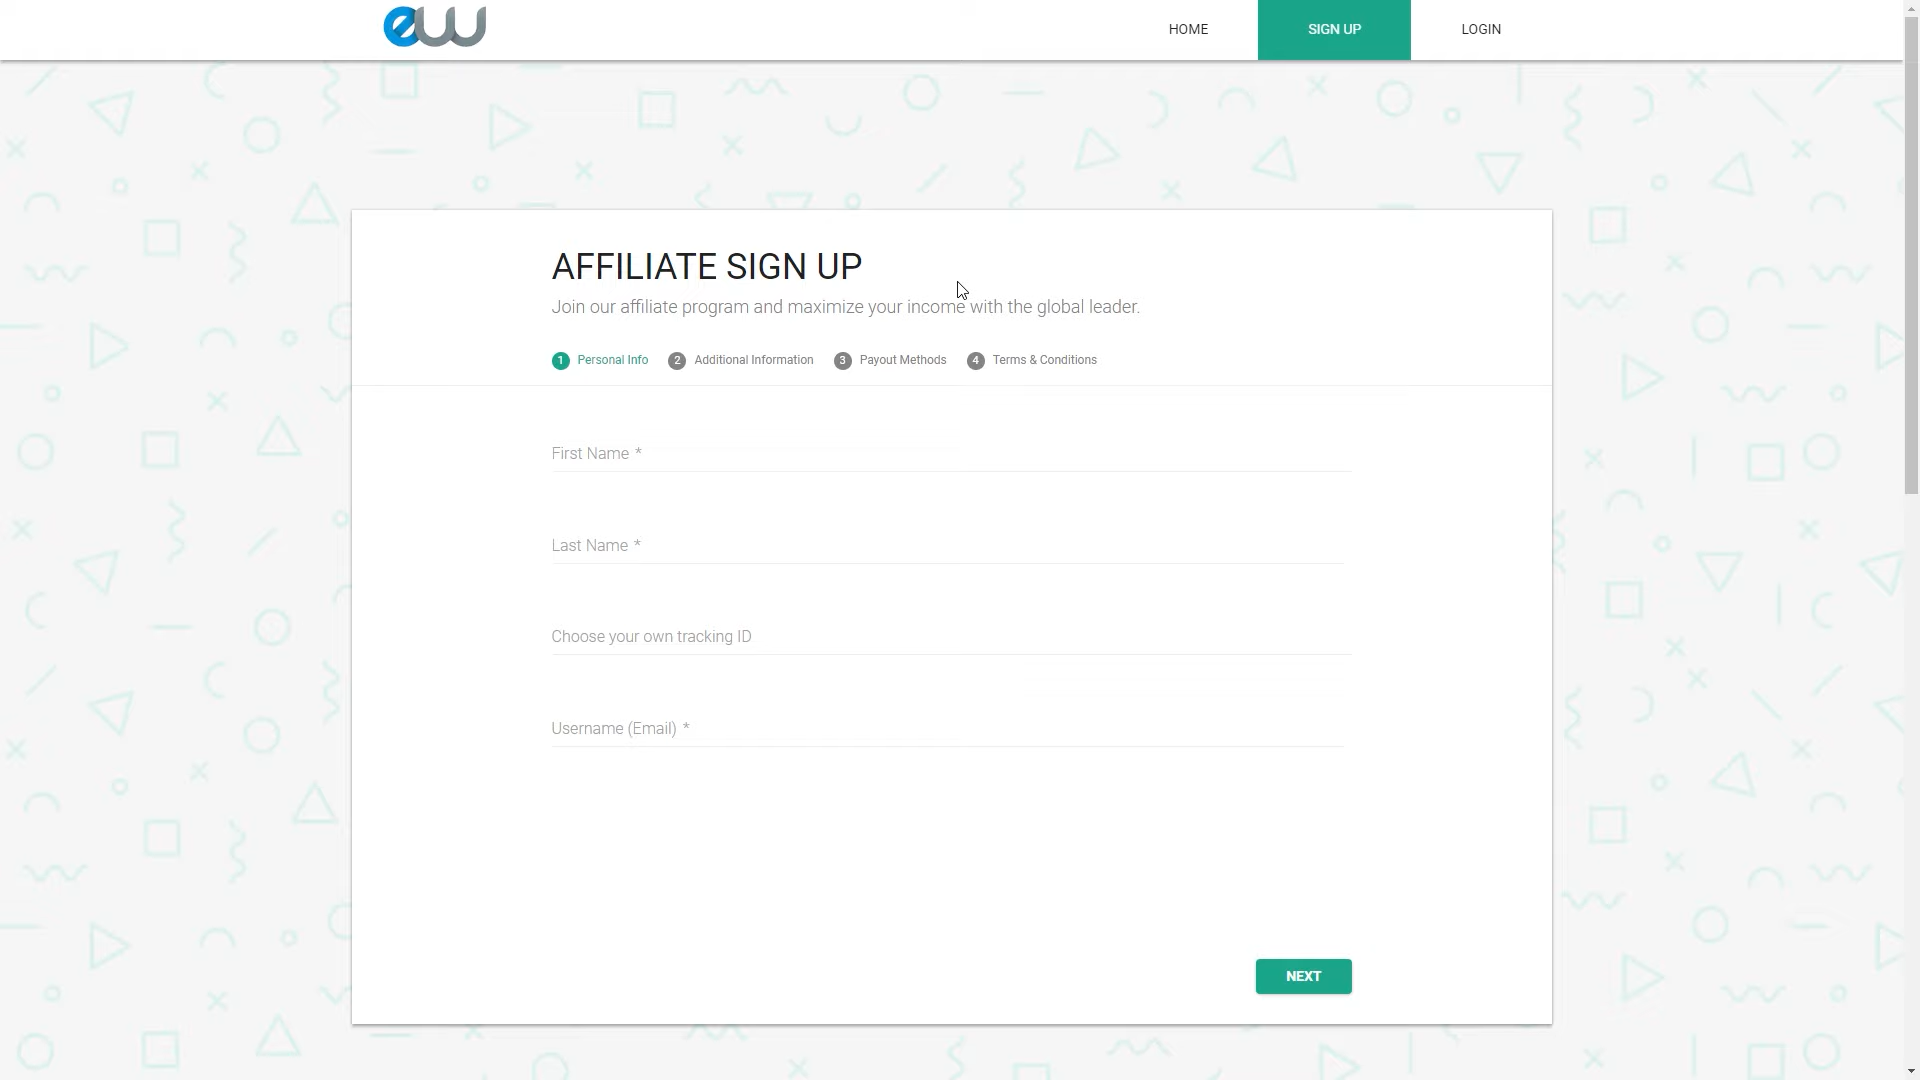 ew
HOME
SIGN UP
LOGIN
AFFILIATE SIGN UP
Join our affiliate program and maximize your income with the global leader.
1 Personal Info
2 Additional Information
3 Payout Methods
4 Terms & Conditions
First Name *
Last Name *
Choose your own tracking ID
Username (Email) *
NEXT